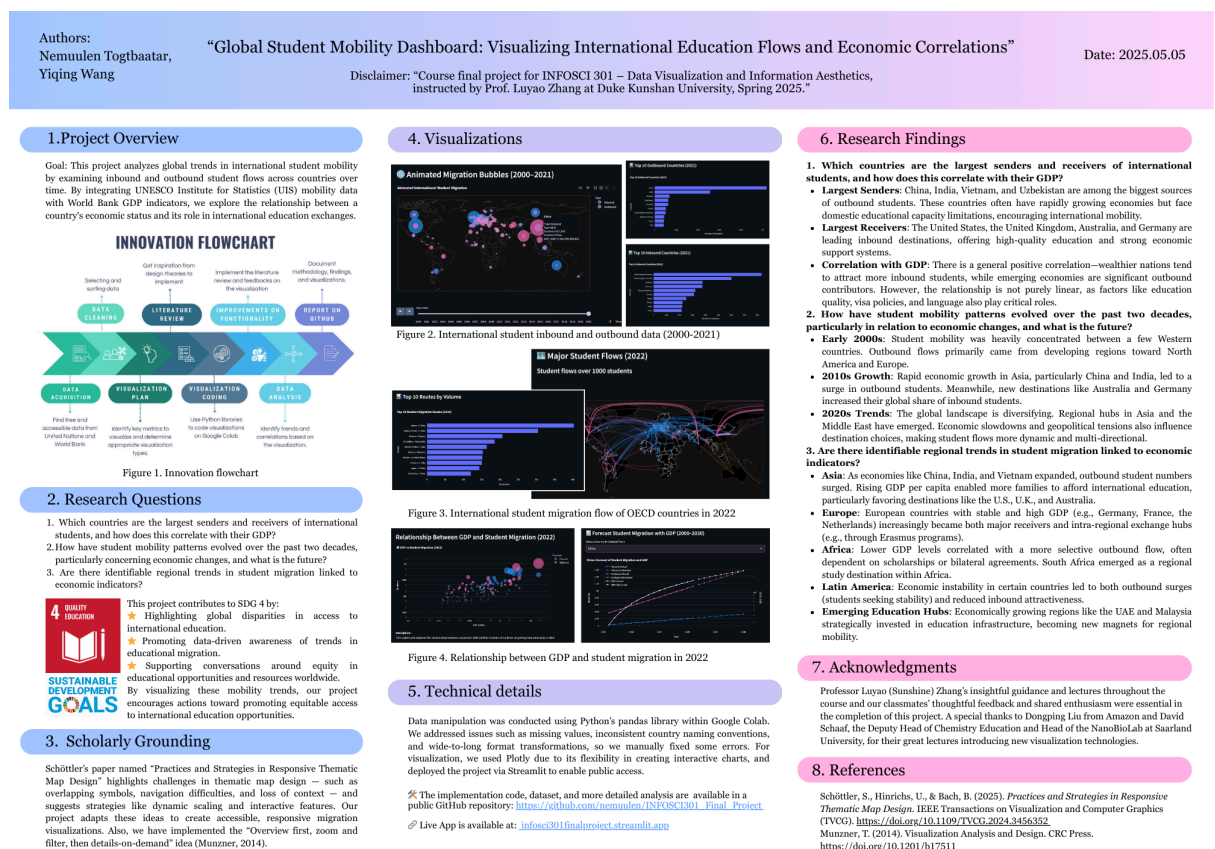 Authors:
Nemuulen Togtbaatar,
Yiqing Wang
“Global Student Mobility Dashboard: Visualizing International Education Flows and Economic Correlations”
Disclaimer: “Course final project for INFOSCI 301 – Data Visualization and Information Aesthetics,
instructed by Prof. Luyao Zhang at Duke Kunshan University, Spring 2025.”
Date: 2025.05.05
1.Project Overview
Goal: This project analyzes global trends in international student mobility
by examining inbound and outbound student flows across countries over
time. By integrating UNESCO Institute for Statistics (UIS) mobility data
with World Bank GDP indicators, we explore the relationship between a
country’s economic status and its role in international education exchanges.
INNOVATION FLOWCHART
Selecting and
sorting data
Get inspiration from
design theories to
implement
Implement the literature
review and feedbacks on
the visualization
Document
methodology, findings,
and visualizations.
DATA
CLEANING
LITERATURE
REVIEW
IMPROVEMENTS ON
FUNCTIONALITY
REPORT ON
GITHUB
DATA
ACQUISITION
VISUALIZATION
PLAN
VISUALIZATION
CODING
DATA
ANALYSIS
Find free and
accessible data from
United Nations and
World Bank
Identify key metrics to
visualize and determine
appropriate visualization
types.
Use Python libraries
to code visualizations
on Google Colab
Identify trends and
correlations based on
the visualization.
Figure 1. Innovation flowchart
2. Research Questions
1. Which countries are the largest senders and receivers of international
students, and how does this correlate with their GDP?
2.How have student mobility patterns evolved over the past two decades,
particularly concerning economic changes, and what is the future?
3. Are there identifiable regional trends in student migration linked to
economic indicators?
4 QUALITY
EDUCATION
SUSTAINABLE
DEVELOPMENT
GOALS
This project contributes to SDG 4 by:
⭐ Highlighting global disparities in access to
international education.
⭐ Promoting data-driven awareness of trends in
educational migration.
⭐ Supporting conversations around equity in
educational opportunities and resources worldwide.
By visualizing these mobility trends, our project
encourages actions toward promoting equitable access
to international education opportunities.
3. Scholarly Grounding
Schöttler’s paper named “Practices and Strategies in Responsive Thematic
Map Design” highlights challenges in thematic map design — such as
overlapping symbols, navigation difficulties, and loss of context — and
suggests strategies like dynamic scaling and interactive features. Our
project adapts these ideas to create accessible, responsive migration
visualizations. Also, we have implemented the “Overview first, zoom and
filter, then details-on-demand” idea (Munzner, 2014).
4. Visualizations
Animated Migration Bubbles (2000–2021)
Animated International Student Migration
Top 10 Outbound Countries (2021)
Top 10 Inbound Countries (2021)
Figure 2. International student inbound and outbound data (2000-2021)
Major Student Flows (2022)
Student flows over 1000 students
Top 10 Routes by Volume
Figure 3. International student migration flow of OECD countries in 2022
Relationship Between GDP and Student Migration (2022)
Forecast Student Migration with GDP (2000–2030)
Figure 4. Relationship between GDP and student migration in 2022
5. Technical details
Data manipulation was conducted using Python’s pandas library within Google Colab.
We addressed issues such as missing values, inconsistent country naming conventions,
and wide-to-long format transformations, so we manually fixed some errors. For
visualization, we used Plotly due to its flexibility in creating interactive charts, and
deployed the project via Streamlit to enable public access.
🛠️ The implementation code, dataset, and more detailed analysis are available in a
public GitHub repository: https://github.com/nemuulen/INFOSCI301_Final_Project
🔗 Live App is available at: infosci301finalproject.streamlit.app
6. Research Findings
1. Which countries are the largest senders and receivers of international
students, and how does this correlate with their GDP?
• Largest Senders: China, India, Vietnam, and Uzbekistan are among the biggest sources
of outbound students. These countries often have rapidly growing economies but face
domestic educational capacity limitations, encouraging international mobility.
• Largest Receivers: The United States, the United Kingdom, Australia, and Germany are
leading inbound destinations, offering high-quality education and strong economic
support systems.
• Correlation with GDP: There is a general positive correlation—wealthier nations tend
to attract more inbound students, while emerging economies are significant outbound
contributors. However, the relationship is not purely linear, as factors like education
quality, visa policies, and language also play critical roles.
2. How have student mobility patterns evolved over the past two decades,
particularly in relation to economic changes, and what is the future?
• Early 2000s: Student mobility was heavily concentrated between a few Western
countries. Outbound flows primarily came from developing regions toward North
America and Europe.
• 2010s Growth: Rapid economic growth in Asia, particularly China and India, led to a
surge in outbound students. Meanwhile, new destinations like Australia and Germany
increased their global share of inbound students.
• 2020s Trends: The global landscape is diversifying. Regional hubs in Asia and the
Middle East have emerged. Economic slowdowns and geopolitical tensions also influence
destination choices, making student flows more dynamic and multi-directional.
3. Are there identifiable regional trends in student migration linked to economic
indicators?
• Asia: As economies like China, India, and Vietnam expanded, outbound student numbers
surged. Rising GDP per capita enabled more families to afford international education,
particularly favoring destinations like the U.S., U.K., and Australia.
• Europe: European countries with stable and high GDP (e.g., Germany, France, the
Netherlands) increasingly became both major receivers and intra-regional exchange hubs
(e.g., through Erasmus programs).
• Africa: Lower GDP levels correlated with a more selective outbound flow, often
dependent on scholarships or bilateral agreements. South Africa emerged as a regional
study destination within Africa.
• Latin America: Economic instability in certain countries led to both outbound surges
(students seeking stability) and reduced inbound attractiveness.
• Emerging Education Hubs: Economically growing regions like the UAE and Malaysia
strategically invested in education infrastructure, becoming new magnets for regional
mobility.
7. Acknowledgments
Professor Luyao (Sunshine) Zhang’s insightful guidance and lectures throughout the
course and our classmates’ thoughtful feedback and shared enthusiasm were essential in
the completion of this project. A special thanks to Dongping Liu from Amazon and David
Schaaf, the Deputy Head of Chemistry Education and Head of the NanoBioLab at Saarland
University, for their great lectures introducing new visualization technologies.
8. References
Schöttler, S., Hinrichs, U., & Bach, B. (2025). Practices and Strategies in Responsive
Thematic Map Design. IEEE Transactions on Visualization and Computer Graphics
(TVCG). https://doi.org/10.1109/TVCG.2024.3456352
Munzner, T. (2014). Visualization Analysis and Design. CRC Press.
https://doi.org/10.1201/b17511